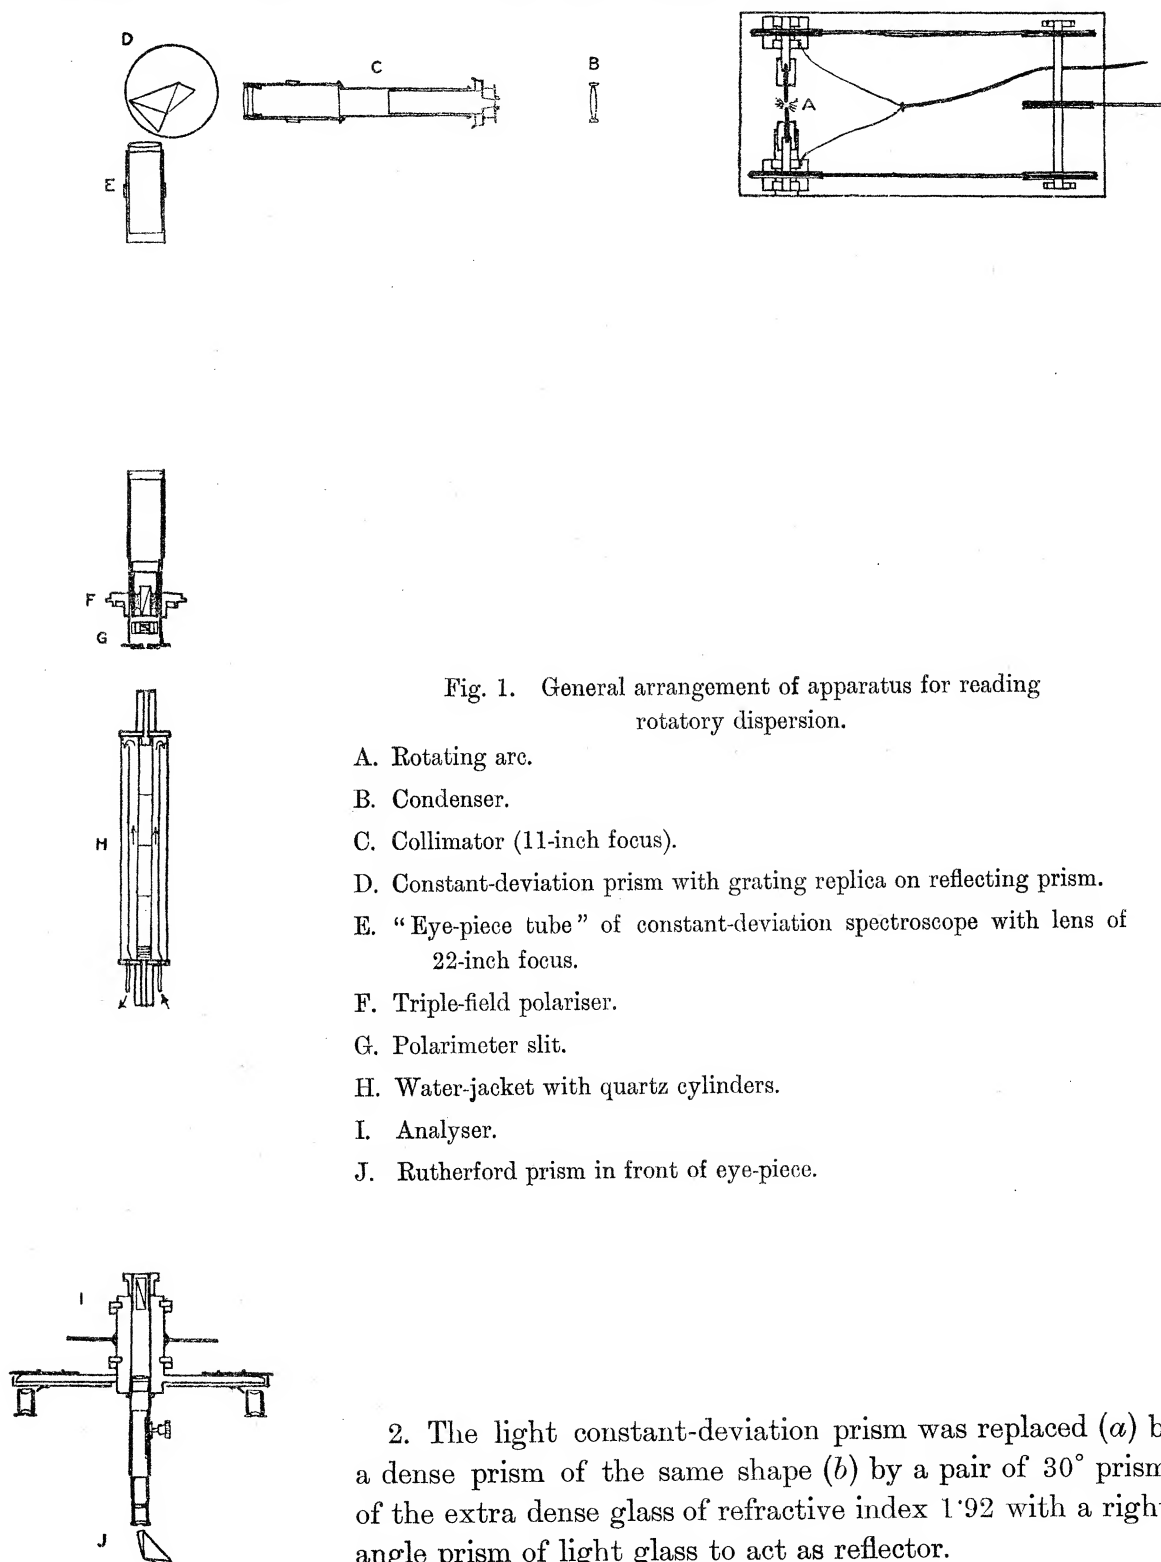 D
C
B
A
E
F
G
Fig. 1. General arrangement of apparatus for reading
rotatory dispersion.
A. Rotating arc.
B. Condenser.
C. Collimator (11-inch focus).
H
D. Constant-deviation prism with grating replica on reflecting prism.
E. "Eye-piece tube" of constant-deviation spectroscope with lens of
22-inch focus.
F. Triple-field polariser.
G. Polarimeter slit.
H. Water-jacket with quartz cylinders.
I. Analyser.
J. Rutherford prism in front of eye-piece.
I
2. The light constant-deviation prism was replaced (a) b
a dense prism of the same shape (b) by a pair of 30° prism
of the extra dense glass of refractive index 1·92 with a right
angle prism of light glass to act as reflector.
J